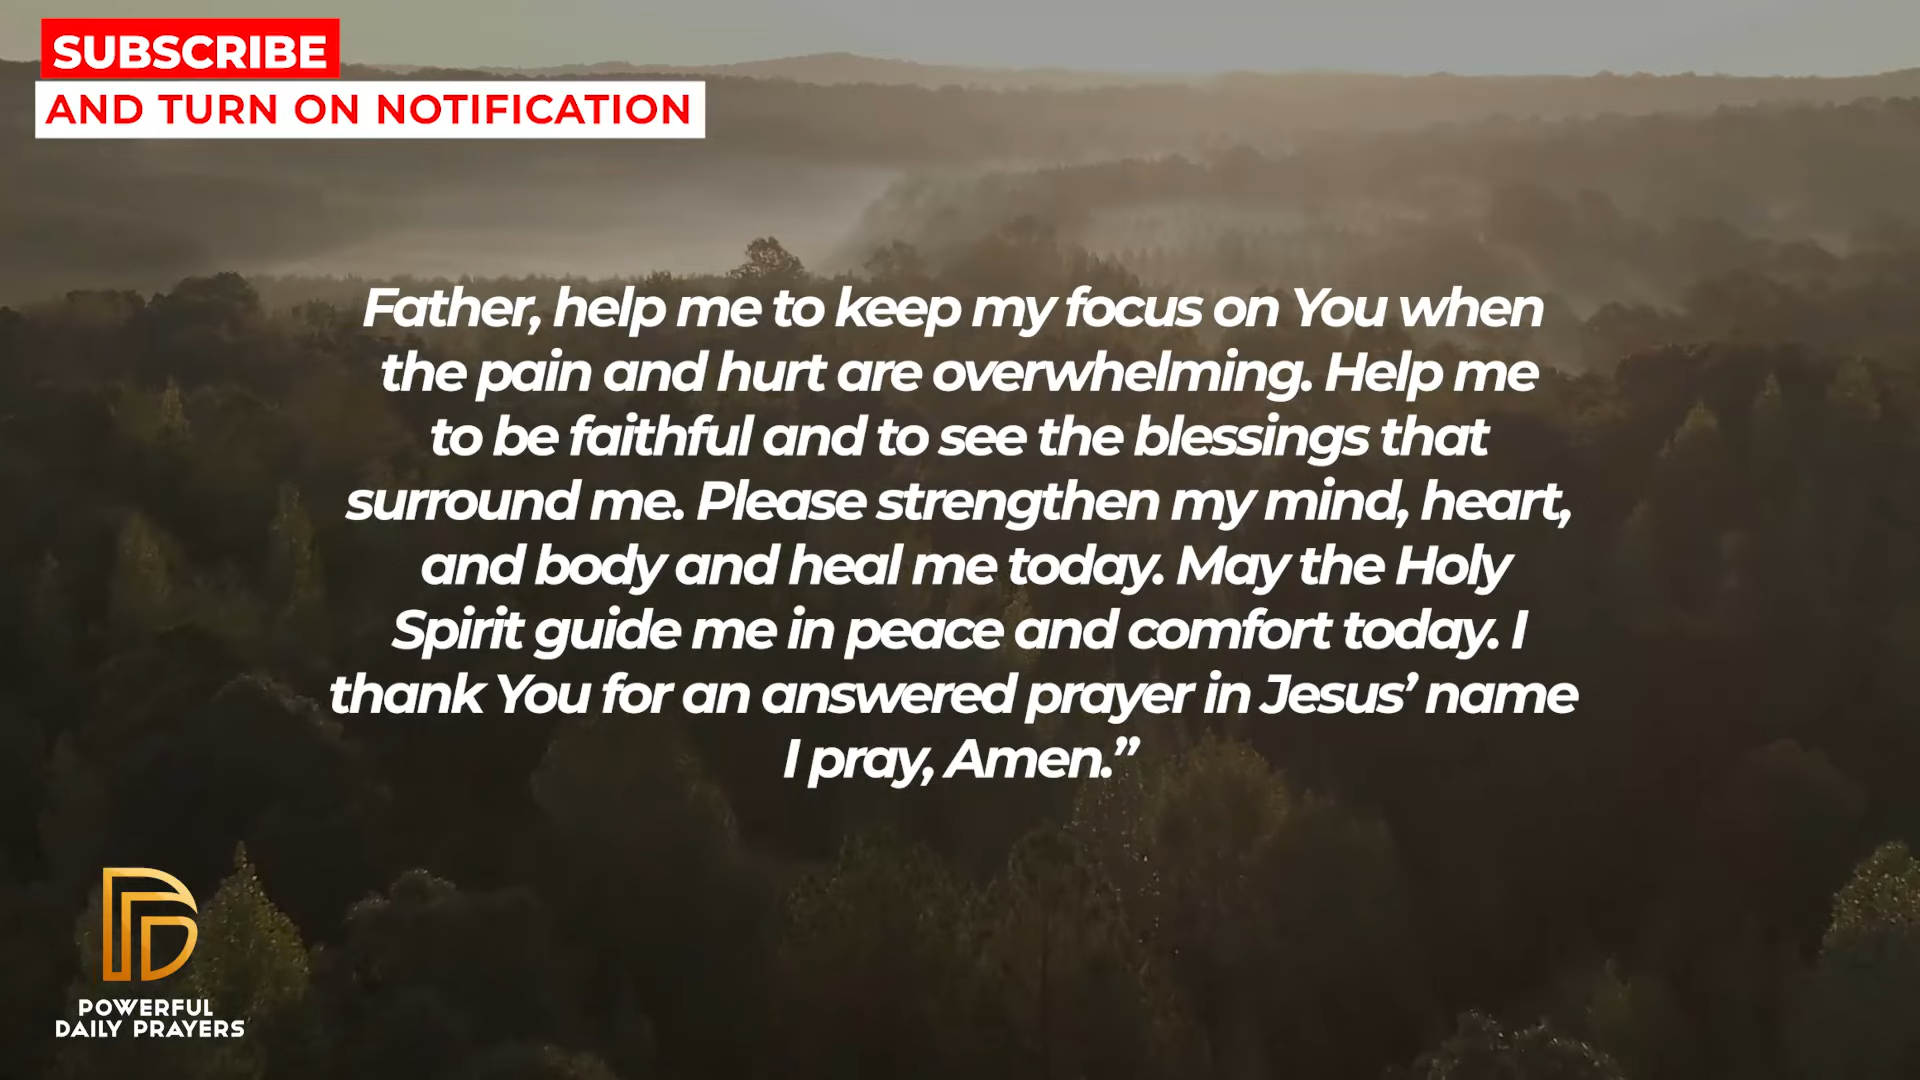 SUBSCRIBE
AND TURN ON NOTIFICATION
Father, help me to keep my focus on You when
the pain and hurt are overwhelming. Help me
to be faithful and to see the blessings that
surround me. Please strengthen my mind, heart,
and body and heal me today. May the Holy
Spirit guide me in peace and comfort today. I
thank You for an answered prayer in Jesus’ name
I pray, Amen.”
POWERFUL
DAILY PRAYERS